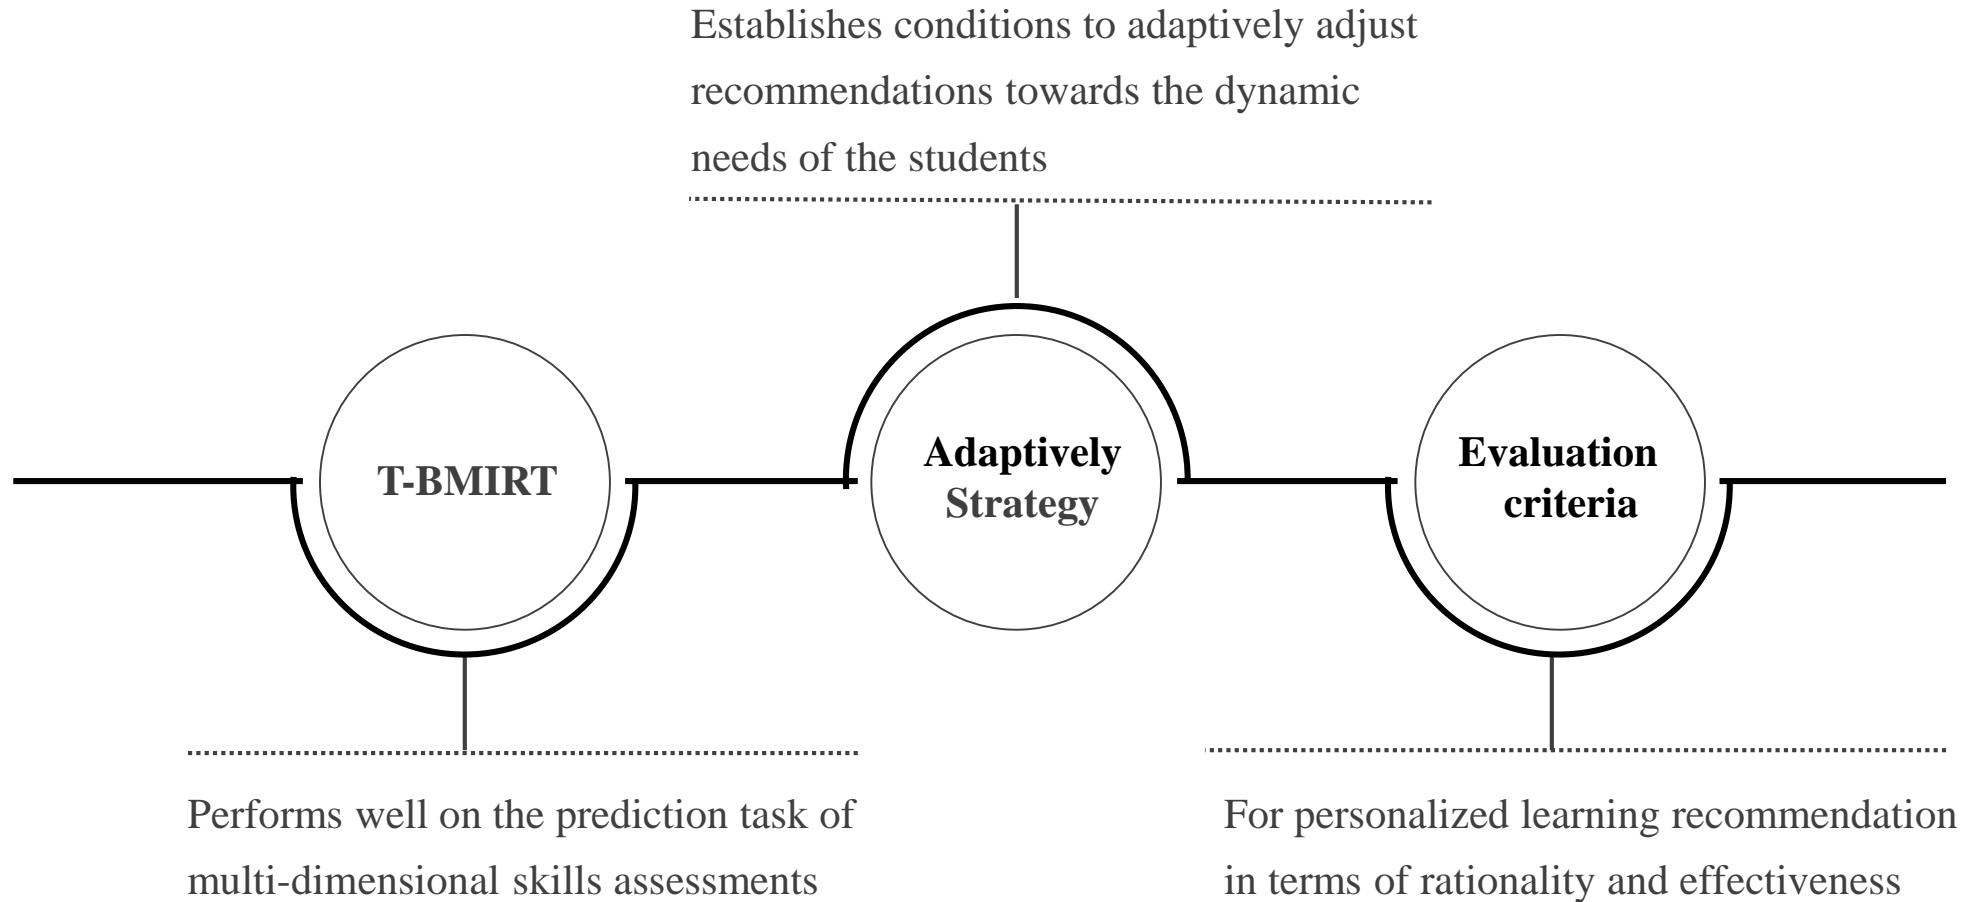 Establishes conditions to adaptively adjust
recommendations towards the dynamic
needs of the students
T-BMIRT
Adaptively
Strategy
Evaluation
criteria
Performs well on the prediction task of
multi-dimensional skills assessments
For personalized learning recommendation
in terms of rationality and effectiveness